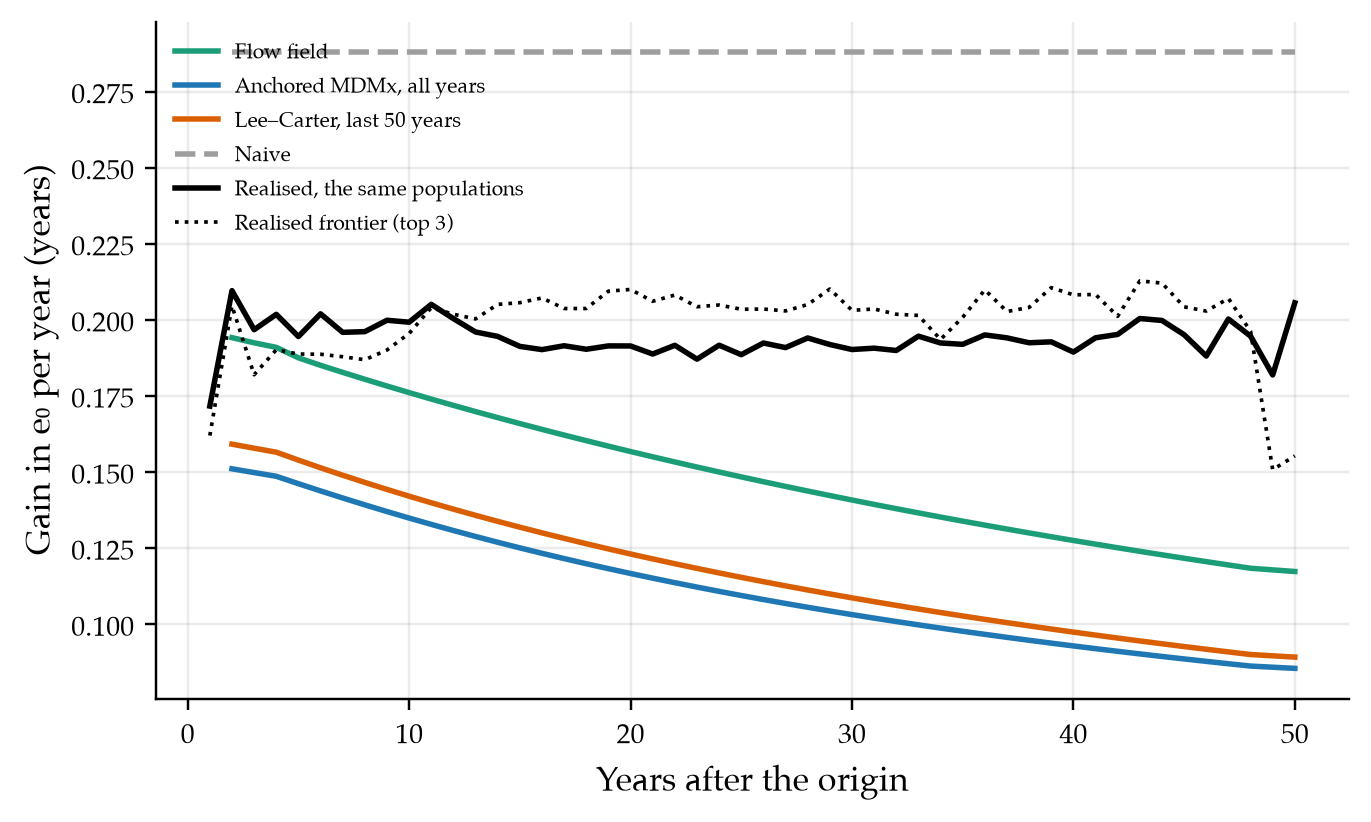 Flow field
Anchored MDMx, all years
Lee–Carter, last 50 years
Naive
Realised, the same populations
Realised frontier (top 3)
Gain in e₀ per year (years)
0.275
0.250
0.225
0.200
0.175
0.150
0.125
0.100
0 10 20 30 40 50
Years after the origin